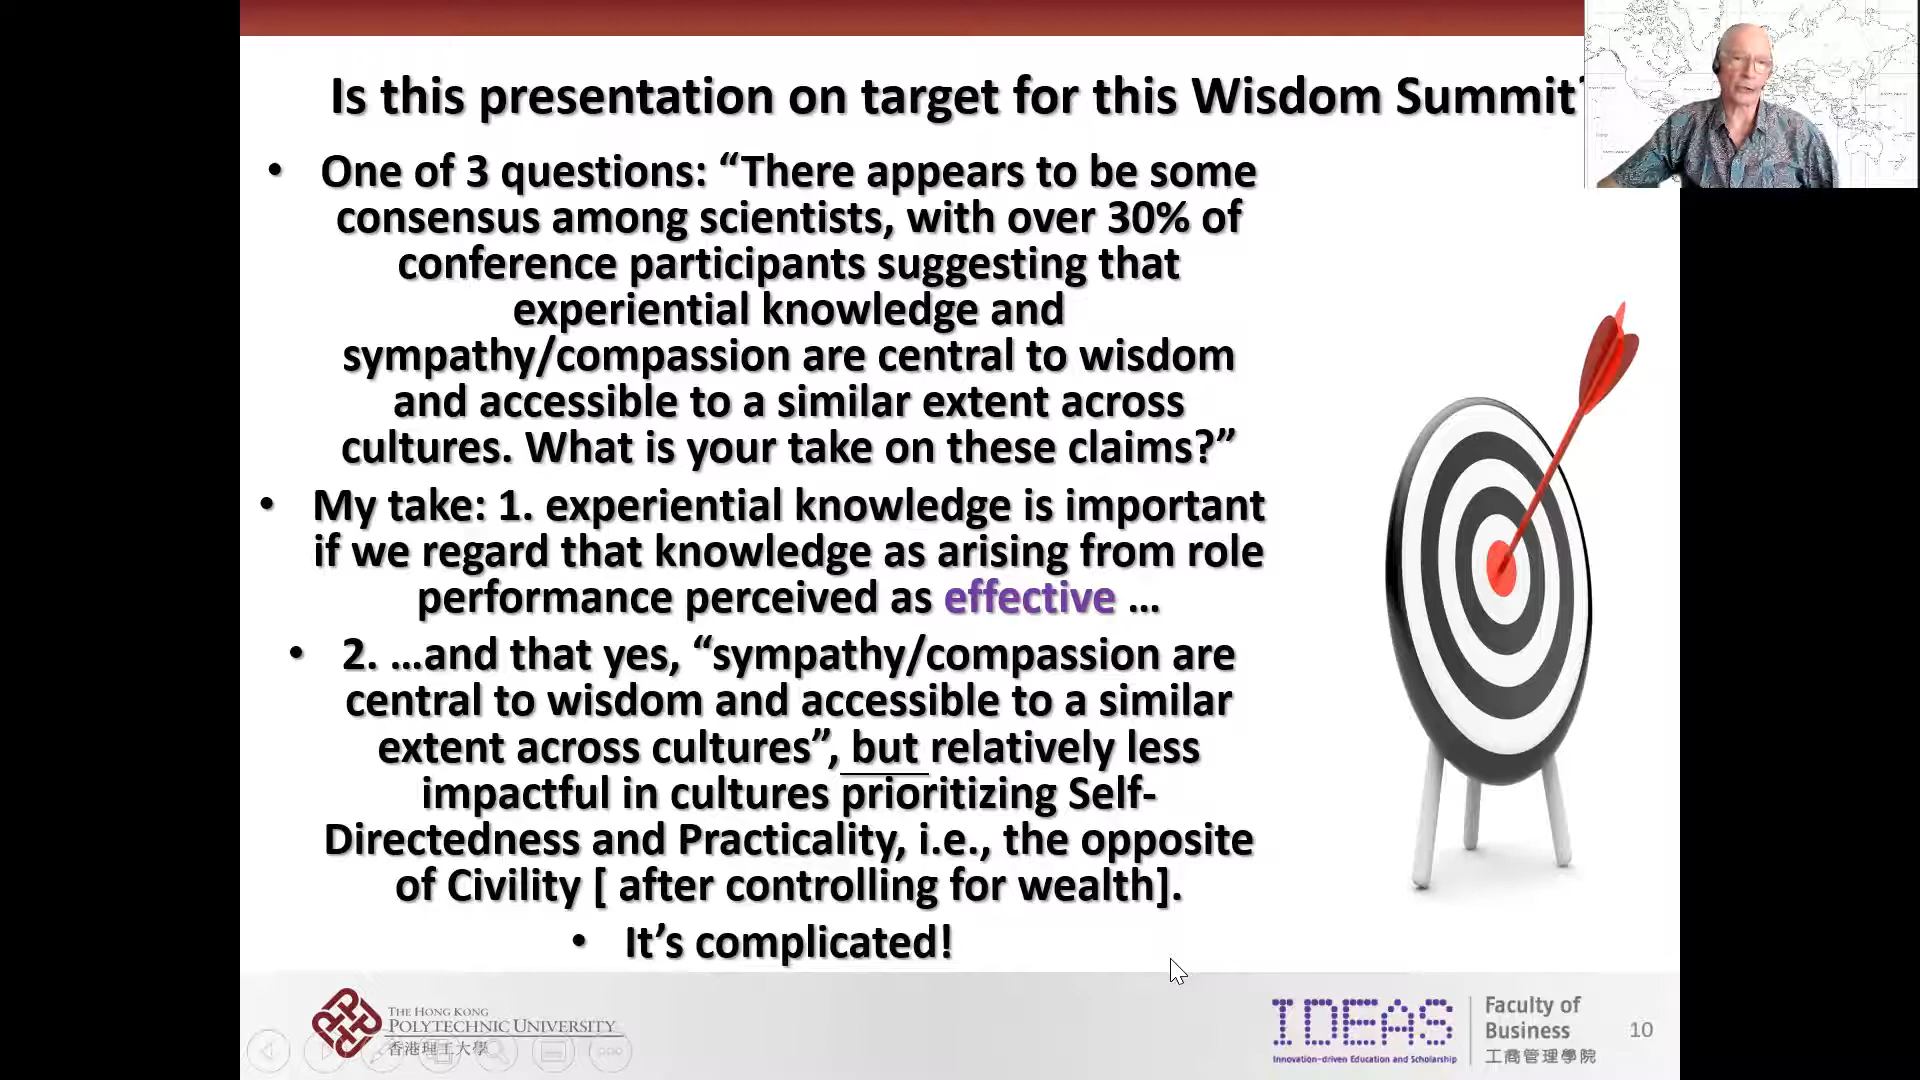 Is this presentation on target for this Wisdom Summit?
• One of 3 questions: “There appears to be some
consensus among scientists, with over 30% of
conference participants suggesting that
experiential knowledge and
sympathy/compassion are central to wisdom
and accessible to a similar extent across
cultures. What is your take on these claims?”
• My take: 1. experiential knowledge is important
if we regard that knowledge as arising from role
performance perceived as effective ...
• 2. ...and that yes, “sympathy/compassion are
central to wisdom and accessible to a similar
extent across cultures”, but relatively less
impactful in cultures prioritizing Self-
Directedness and Practicality, i.e., the opposite
of Civility [ after controlling for wealth].
• It’s complicated!
THE HONG KONG
POLYTECHNIC UNIVERSITY
香港理工大學
IDEAS
Innovation-driven Education and Scholarship
Faculty of
Business
工商管理學院
10